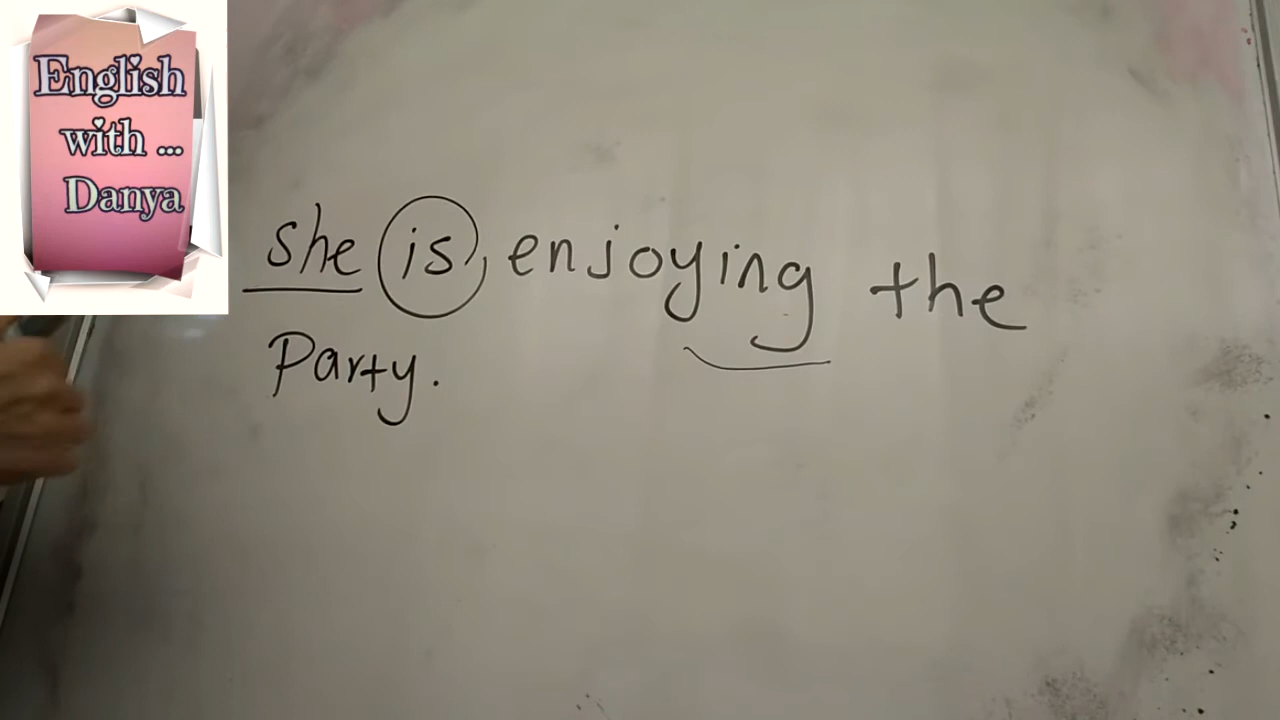 English
with ...
Danya
she is, enjoying the
Party.